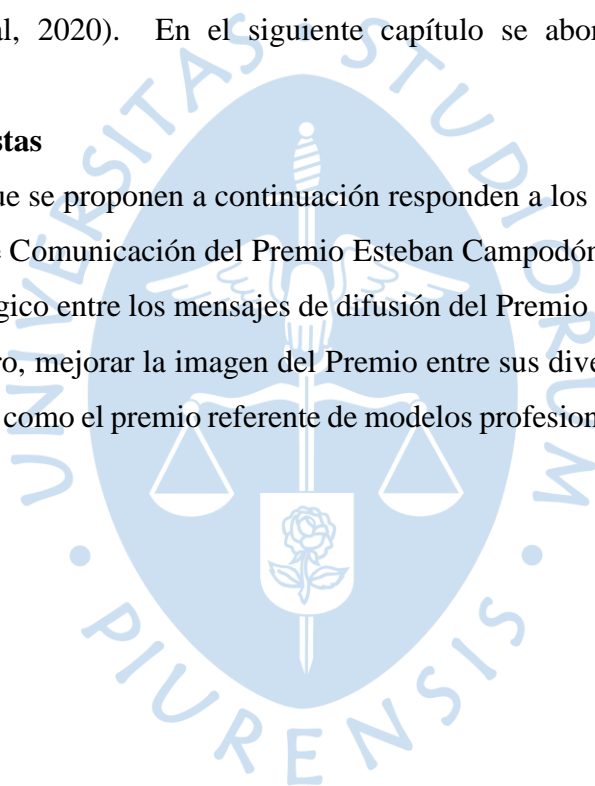 al, 2020). En el siguiente capítulo se abor
stas
ue se proponen a continuación responden a los
e Comunicación del Premio Esteban Campodón
gico entre los mensajes de difusión del Premio
ro, mejorar la imagen del Premio entre sus dive
como el premio referente de modelos profesion
UNIVERSITAS STUDIORUM
PIURENSIS